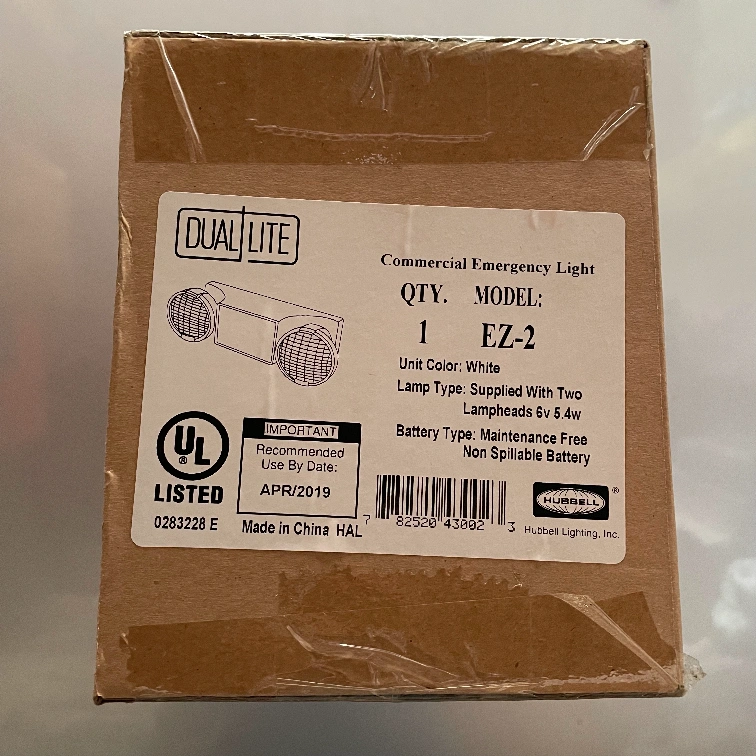 DUAL LITE
Commercial Emergency Light
QTY. MODEL:
1 EZ-2
Unit Color: White
Lamp Type: Supplied With Two
Lampheads 6v 5.4w
Battery Type: Maintenance Free
Non Spillable Battery
UL
®
LISTED
0283228 E
IMPORTANT
Recommended
Use By Date:
APR/2019
Made in China HAL
7 82520 43002 3
HUBBELL ®
Hubbell Lighting, Inc.